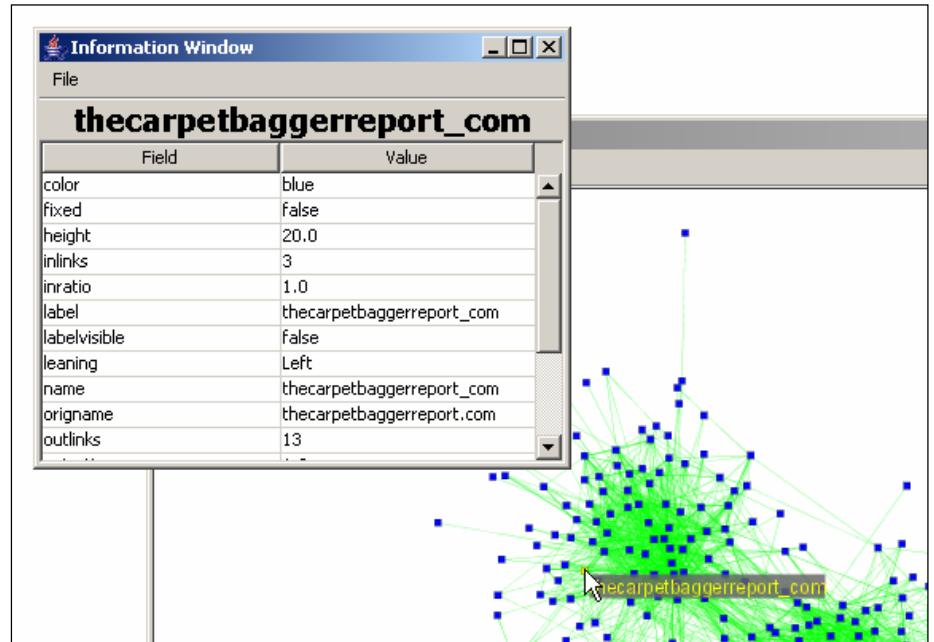 Information Window
File
thecarpetbaggerreport_com
Field Value
color blue
fixed false
height 20.0
inlinks 3
inratio 1.0
label thecarpetbaggerreport_com
labelvisible false
leaning Left
name thecarpetbaggerreport_com
origname thecarpetbaggerreport.com
outlinks 13
hecarpetbaggerreport_com